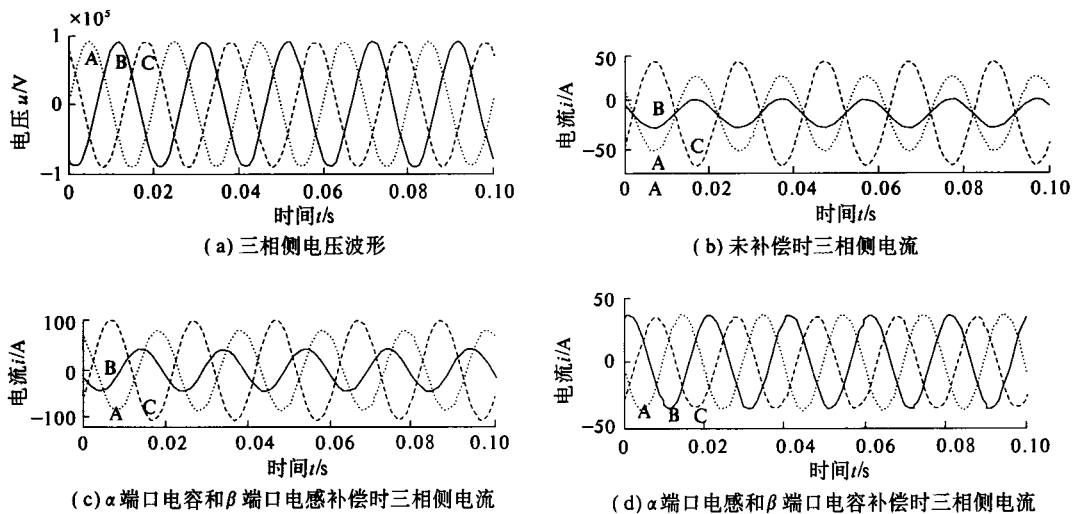 ×10⁵
电压 u/V
1
0
−1
A B C
0 0.02 0.04 0.06 0.08 0.10
时间t/s
(a)三相侧电压波形
电流i/A
50
0
−50
B
C
A
A
0 0.02 0.04 0.06 0.08 0.10
时间t/s
(b)未补偿时三相侧电流
电流i/A
100
0
−100
B
A C
0 0.02 0.04 0.06 0.08 0.10
时间t/s
(c)α端口电容和β端口电感补偿时三相侧电流
电流i/A
50
0
−50
A B C
0 0.02 0.04 0.06 0.08 0.10
时间t/s
(d)α端口电感和β端口电容补偿时三相侧电流